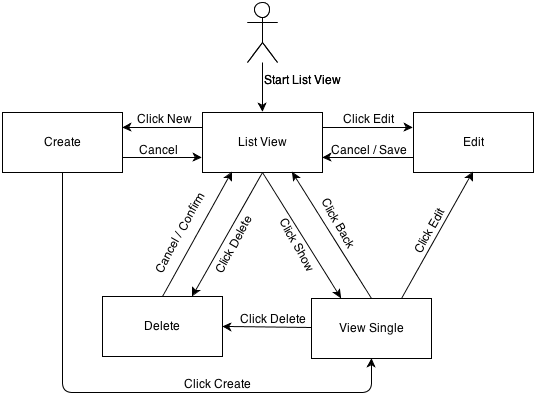 Start List View
Click New
Click Edit
Create
List View
Edit
Cancel
Cancel / Save
Cancel / Confirm
Click Delete
Click Show
Click Back
Click Edit
Delete
Click Delete
View Single
Click Create